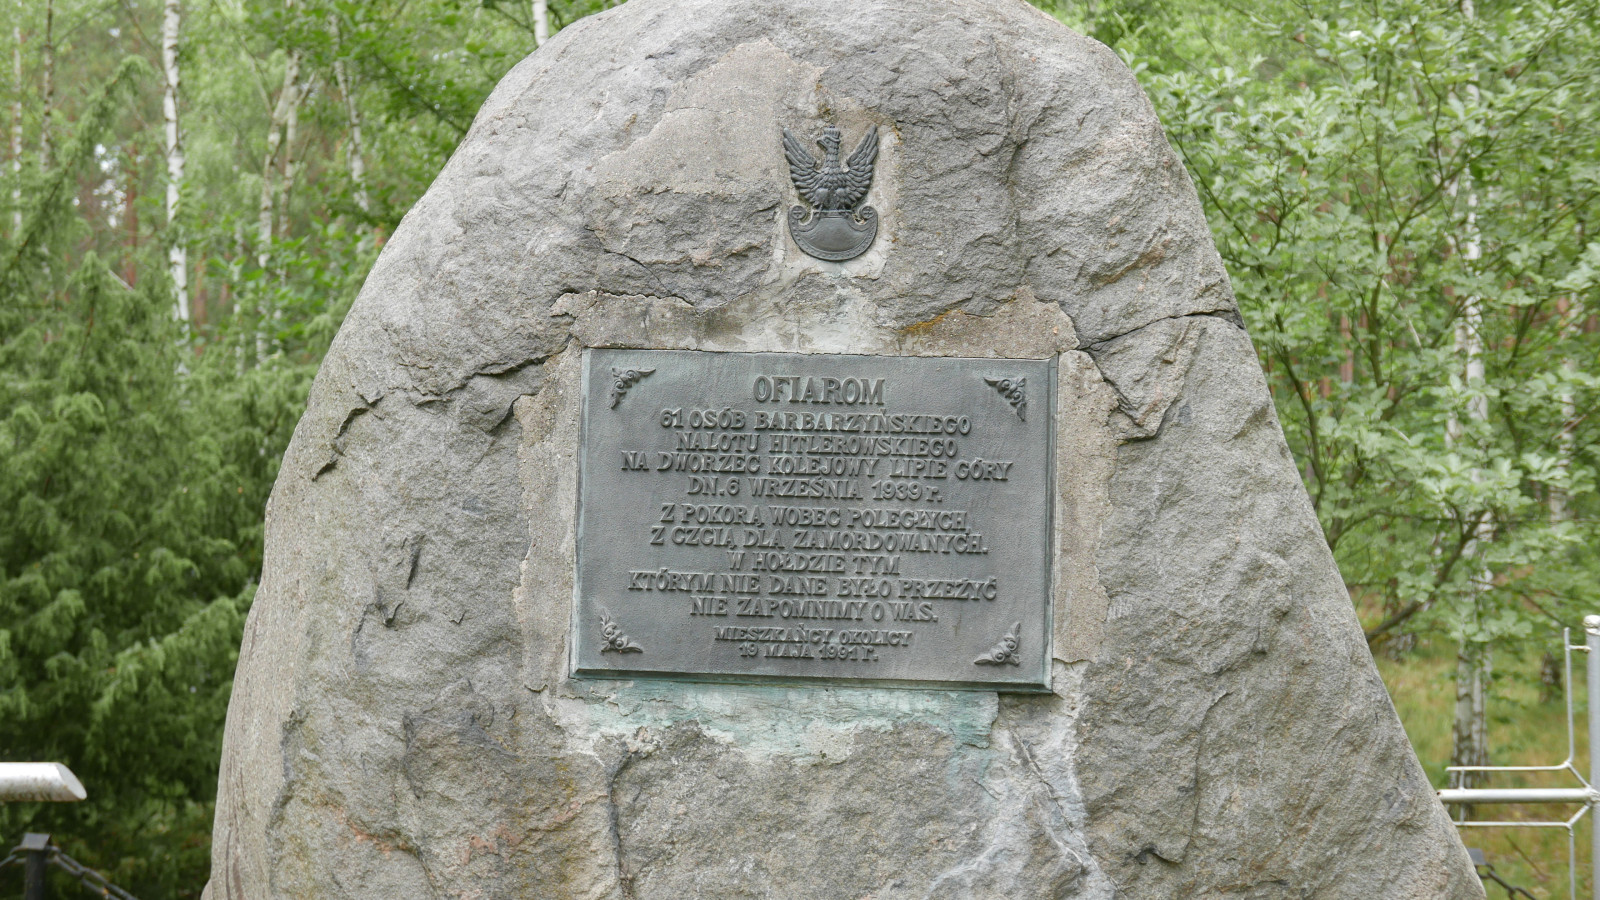 OFIAROM
61 OSÓB BARBARZYŃSKIEGO
NALOTU HITLEROWSKIEGO
NA DWORZEC KOLEJOWY LIPIE GÓRY
DN. 6 WRZEŚNIA 1939 r.
Z POKORĄ WOBEC POLEGŁYCH,
Z CZCIĄ DLA ZAMORDOWANYCH.
W HOŁDZIE TYM
KTÓRYM NIE DANE BYŁO PRZEŻYĆ
NIE ZAPOMNIMY O WAS.
MIESZKAŃCY OKOLICY
19 MAJA 1991 r.